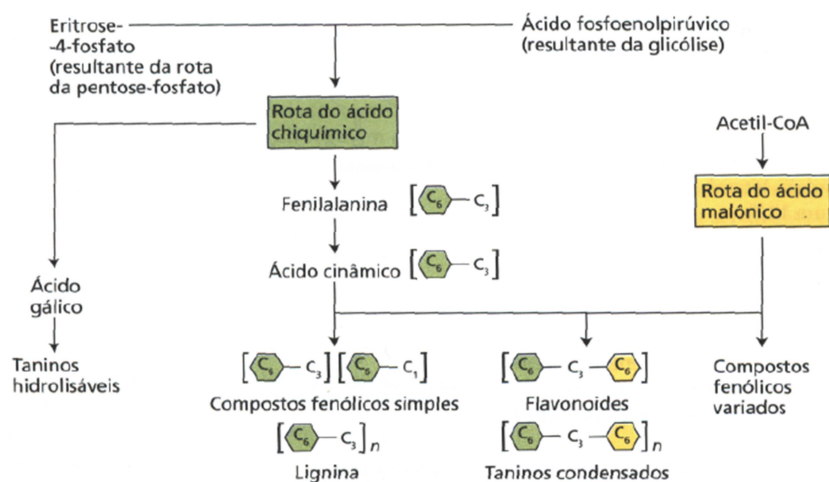 Eritrose-
-4-fosfato
(resultante da rota
da pentose-fosfato)
Ácido fosfoenolpirúvico
(resultante da glicólise)
Rota do ácido
chiquímico
Acetil-CoA
Rota do ácido
malônico
Fenilalanina [C₆ — C₃]
Ácido cinâmico [C₆ — C₃]
Ácido
gálico
Taninos
hidrolisáveis
[C₆ — C₃] [C₆ — C₁]
Compostos fenólicos simples
[C₆ — C₃]n
Lignina
[C₆ — C₃ — C₆]
Flavonoides
[C₆ — C₃ — C₆]n
Taninos condensados
Compostos
fenólicos
variados